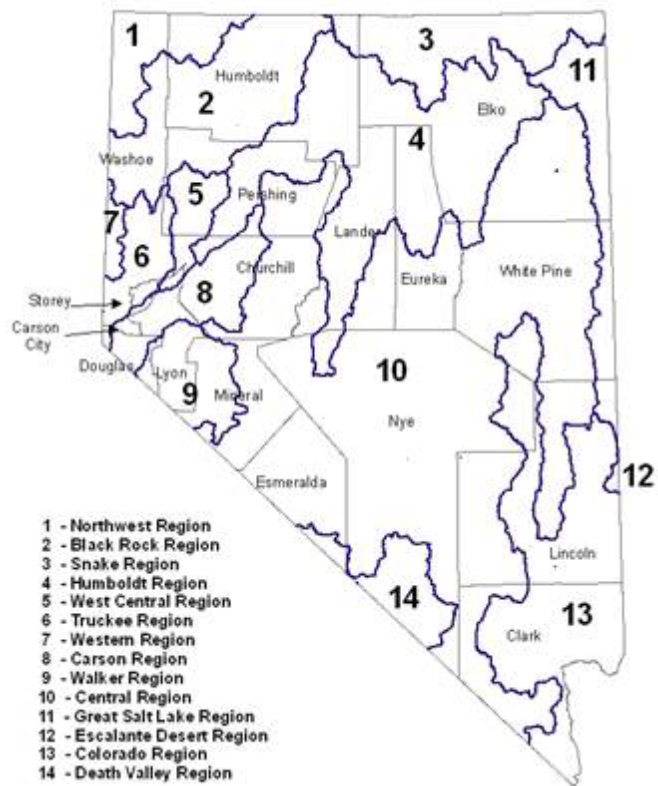 1
3
11
Humboldt
2
Elko
4
Washoe
5
Pershing
7
Lander
6
Churchill
White Pine
Eureka
8
Storey
Carson
City
Douglas
Lyon
10
9
Mineral
Nye
12
Esmeralda
Lincoln
14
13
Clark
1 - Northwest Region
2 - Black Rock Region
3 - Snake Region
4 - Humboldt Region
5 - West Central Region
6 - Truckee Region
7 - Western Region
8 - Carson Region
9 - Walker Region
10 - Central Region
11 - Great Salt Lake Region
12 - Escalante Desert Region
13 - Colorado Region
14 - Death Valley Region